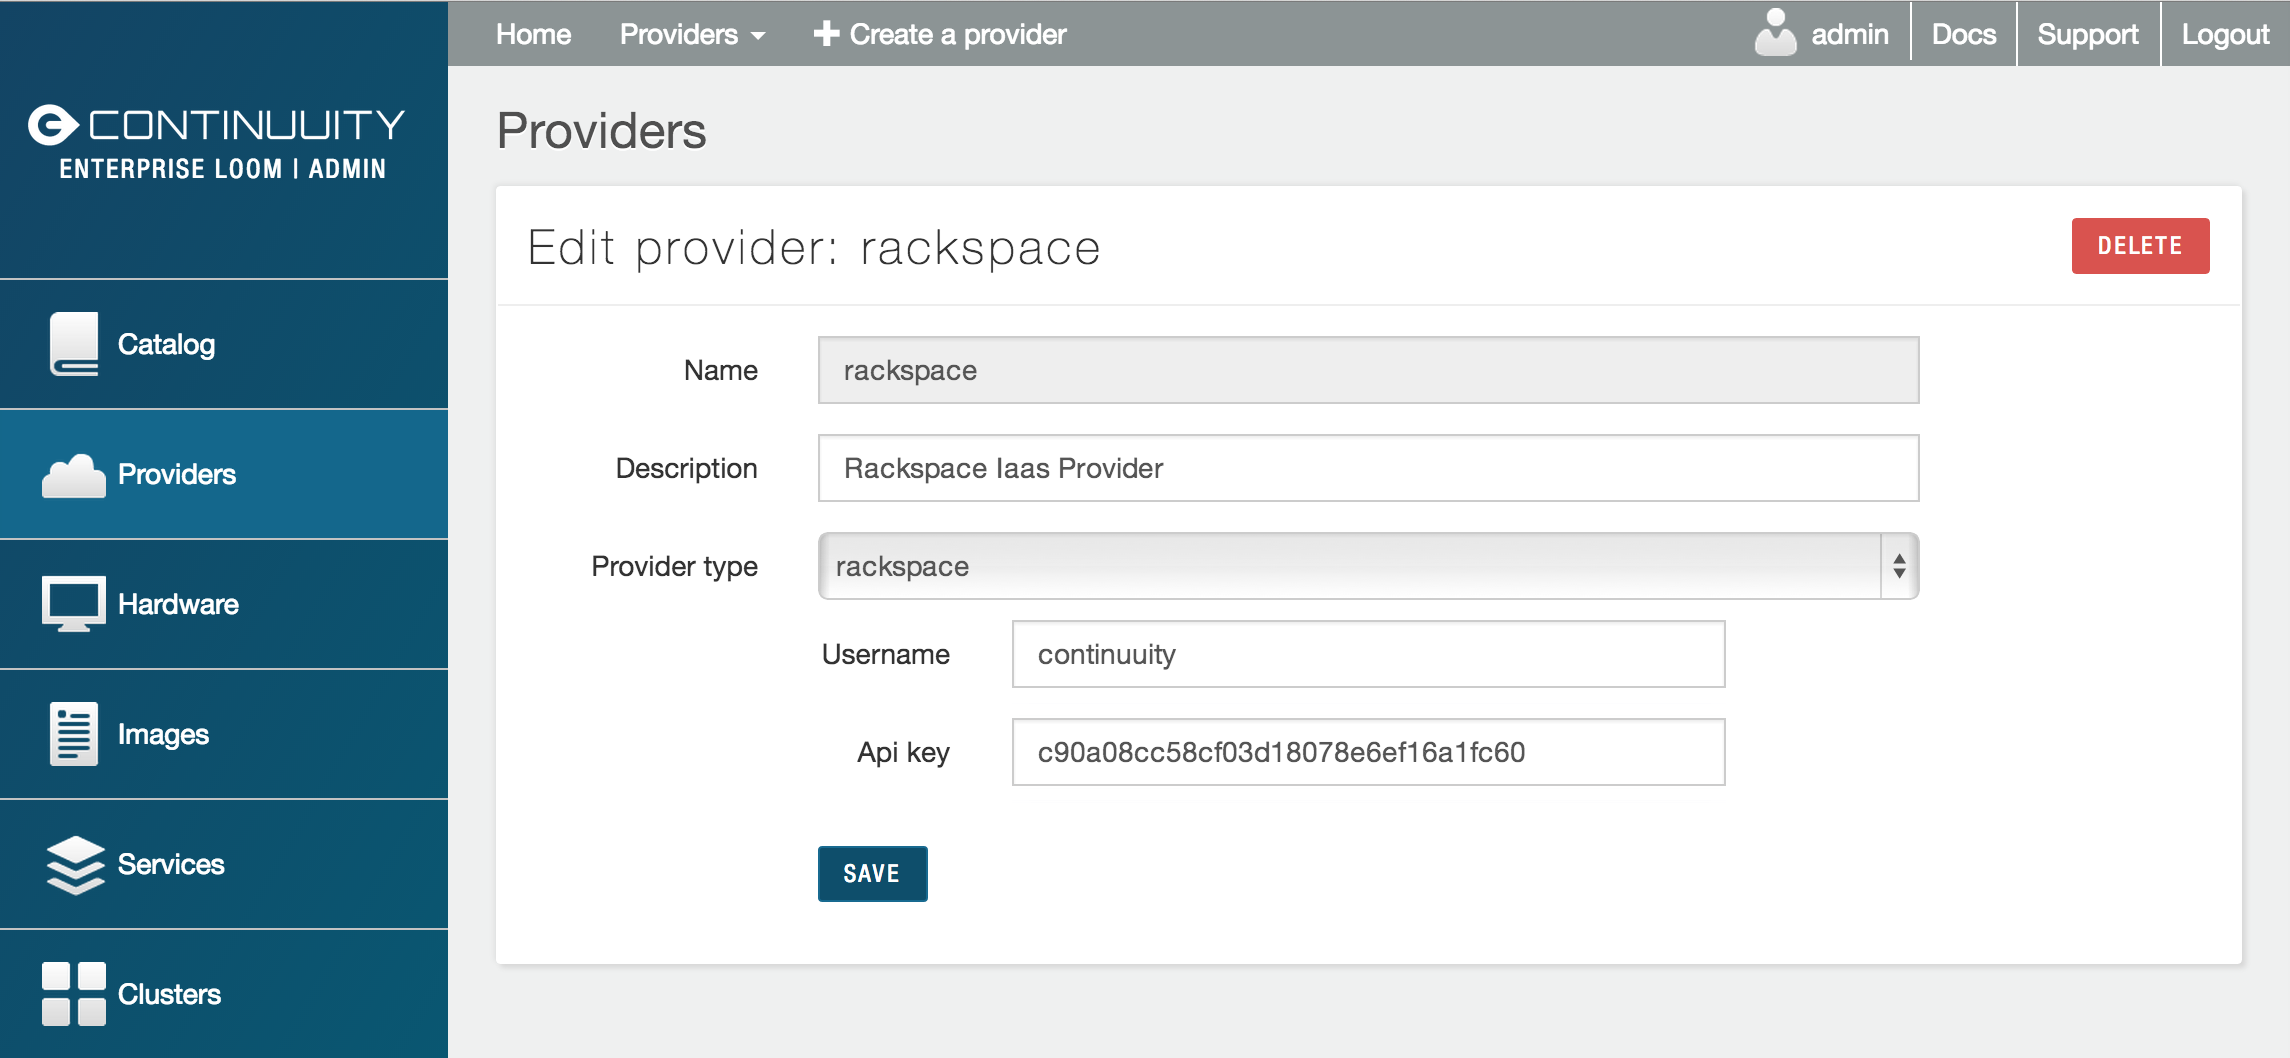 Home Providers Create a provider admin Docs Support Logout
CONTINUUITY
ENTERPRISE LOOM | ADMIN
Catalog
Providers
Hardware
Images
Services
Clusters
Providers
Edit provider: rackspace DELETE
Name rackspace
Description Rackspace Iaas Provider
Provider type rackspace
Username continuuity
Api key c90a08cc58cf03d18078e6ef16a1fc60
SAVE